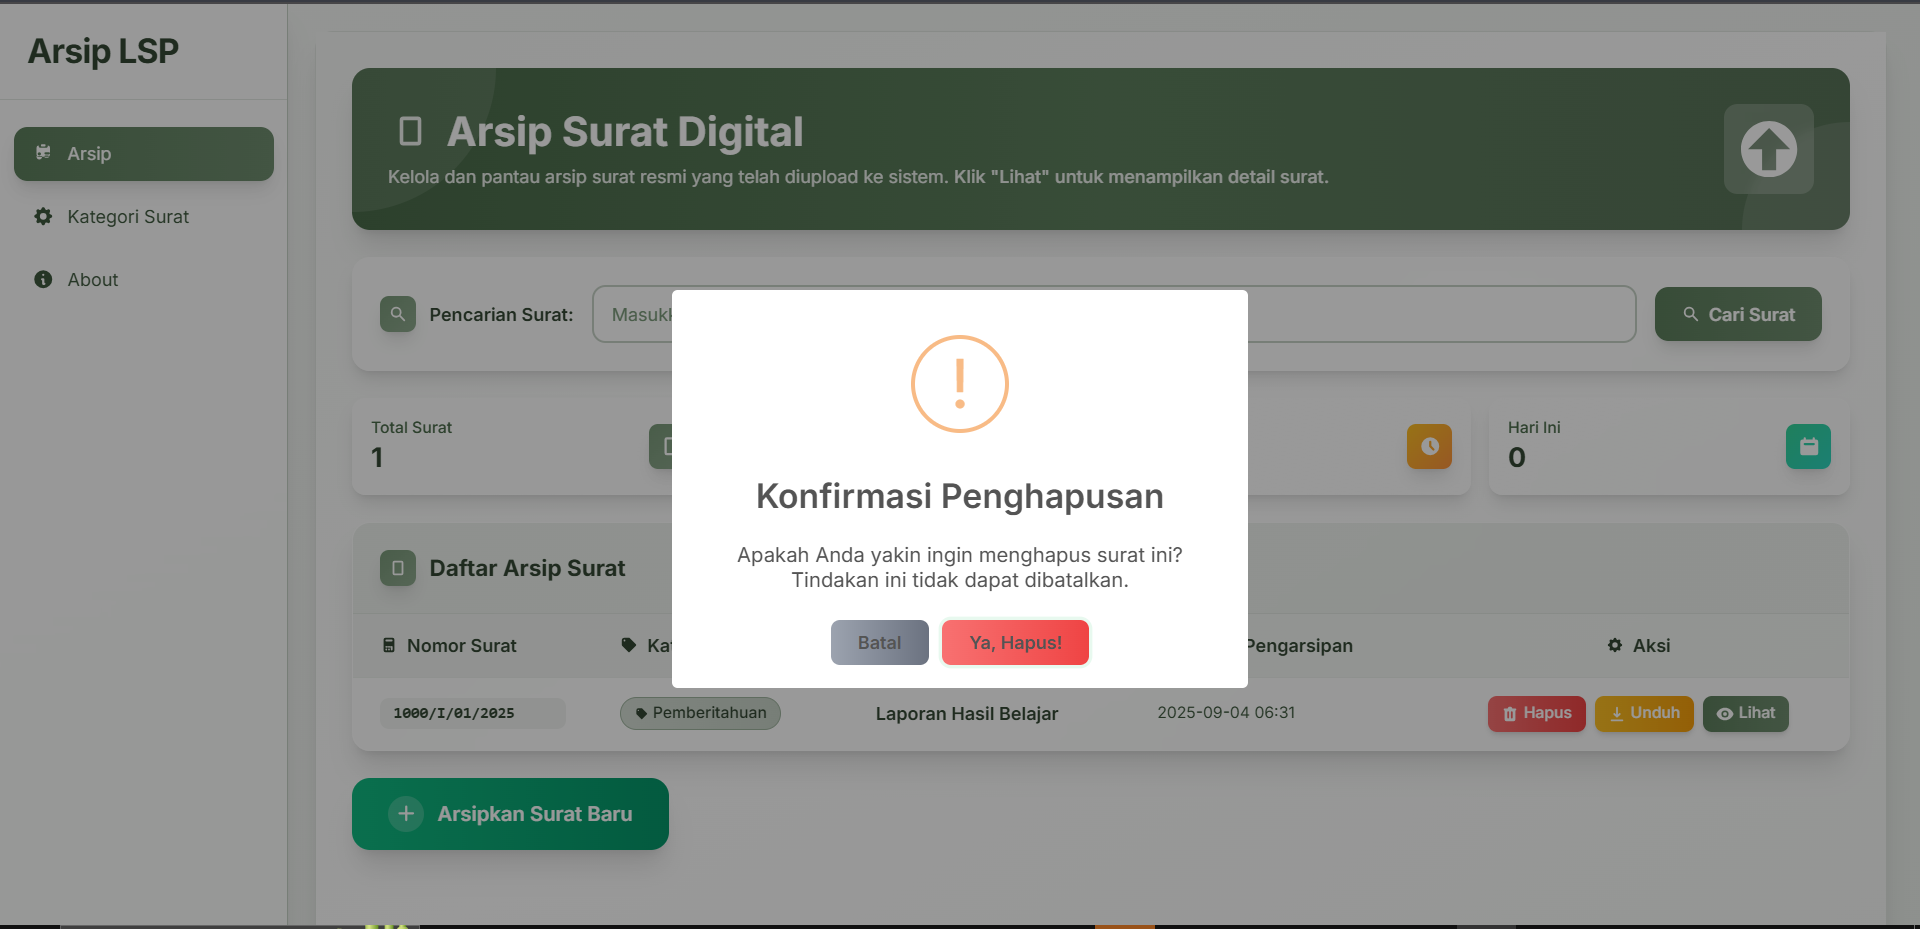 Arsip LSP
Arsip
Kategori Surat
About
Arsip Surat Digital
Kelola dan pantau arsip surat resmi yang telah diupload ke sistem. Klik "Lihat" untuk menampilkan detail surat.
Pencarian Surat:
Cari Surat
Total Surat
1
Hari Ini
0
Konfirmasi Penghapusan
Apakah Anda yakin ingin menghapus surat ini?
Tindakan ini tidak dapat dibatalkan.
Batal
Ya, Hapus!
Daftar Arsip Surat
Nomor Surat
Pengarsipan
Aksi
1000/I/01/2025
Pemberitahuan
Laporan Hasil Belajar
2025-09-04 06:31
Hapus
Unduh
Lihat
Arsipkan Surat Baru